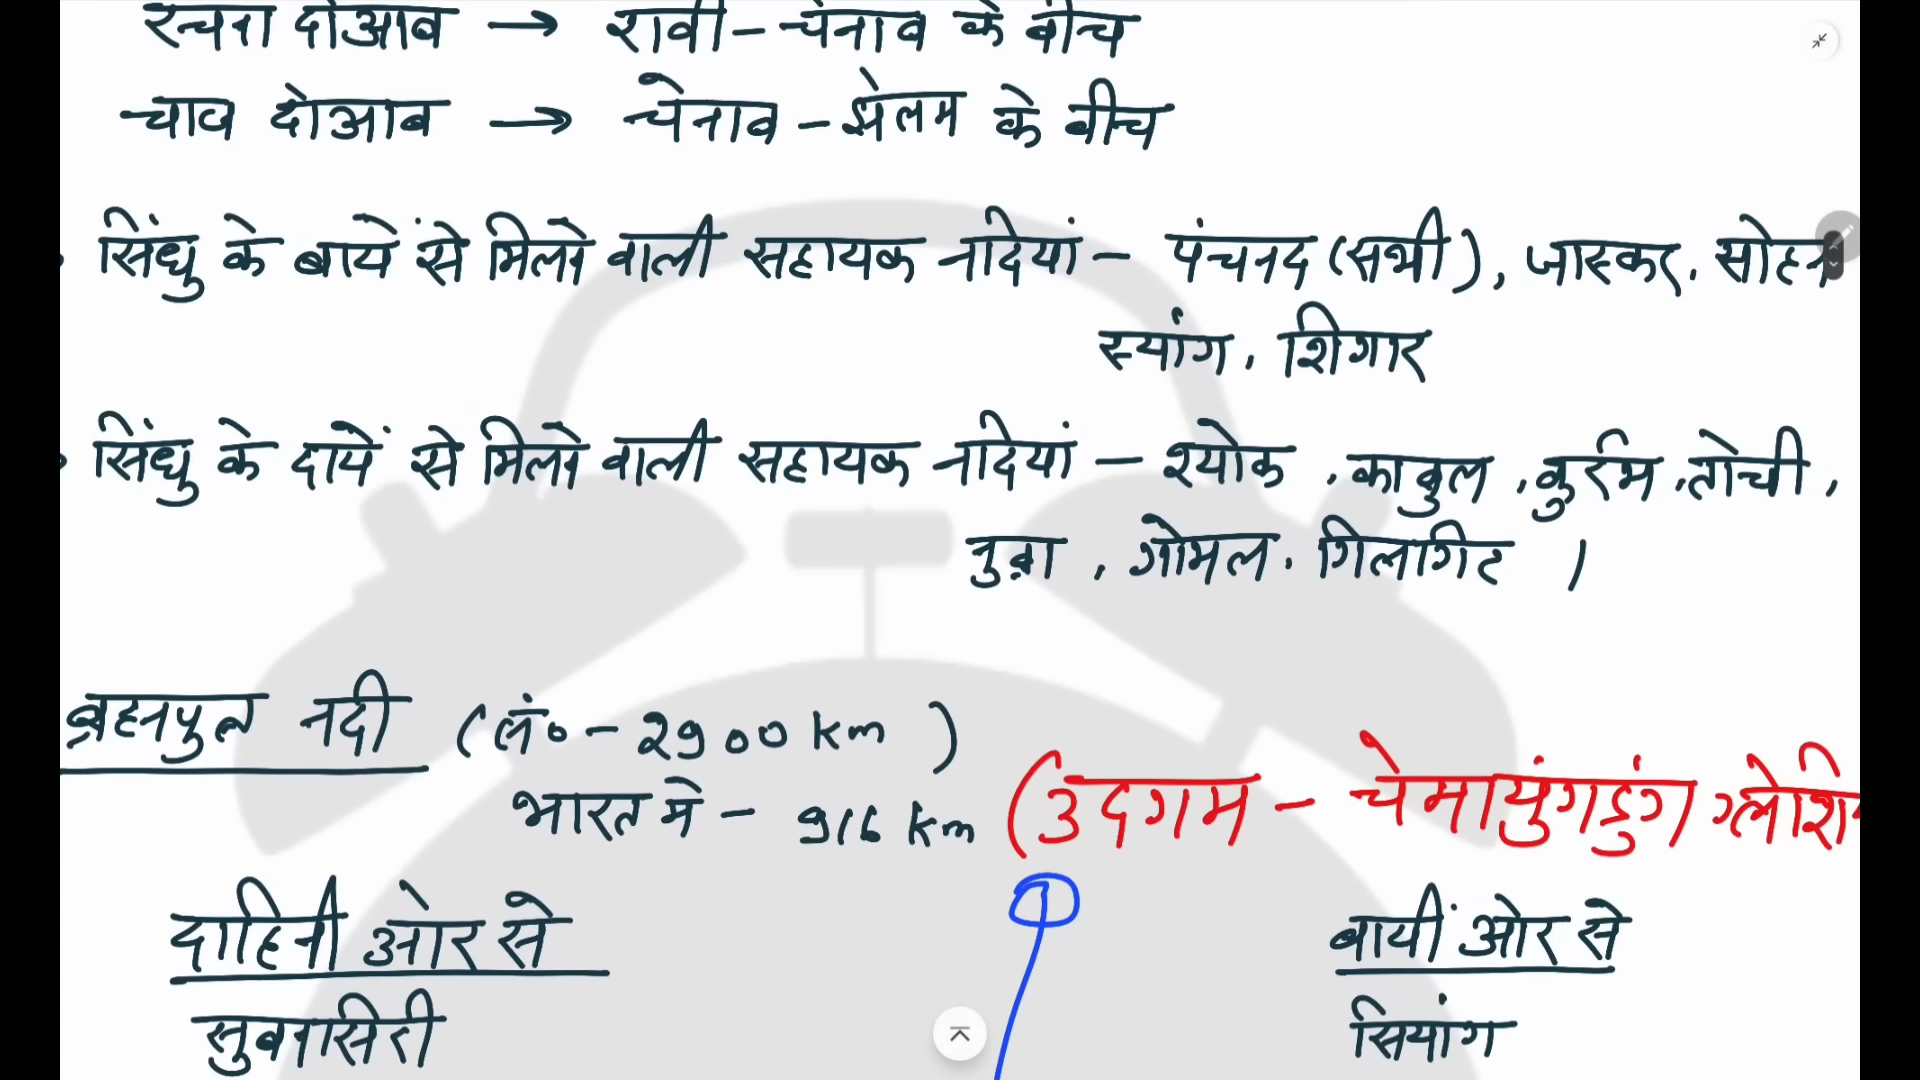 रचना दोआब → रावी - चेनाब के बीच
चाव दोआब → चेनाब - झेलम के बीच
सिंधु के बायें से मिलने वाली सहायक नदियां - पंचनद (सभी), जास्कर, सोहन
स्यांग, शिगार
सिंधु के दायें से मिलने वाली सहायक नदियां - श्योक, काबुल, कुर्रम, तोची,
नुब्रा, गोमल, गिलगिट ।
ब्रह्मपुत्र नदी (लं० - 2900 km)
भारत मे - 916 km (उदगम - चेमायुंगडुंग ग्लेशि
दाहिनी ओर से बायीं ओर से
सुबनसिरी सियांग